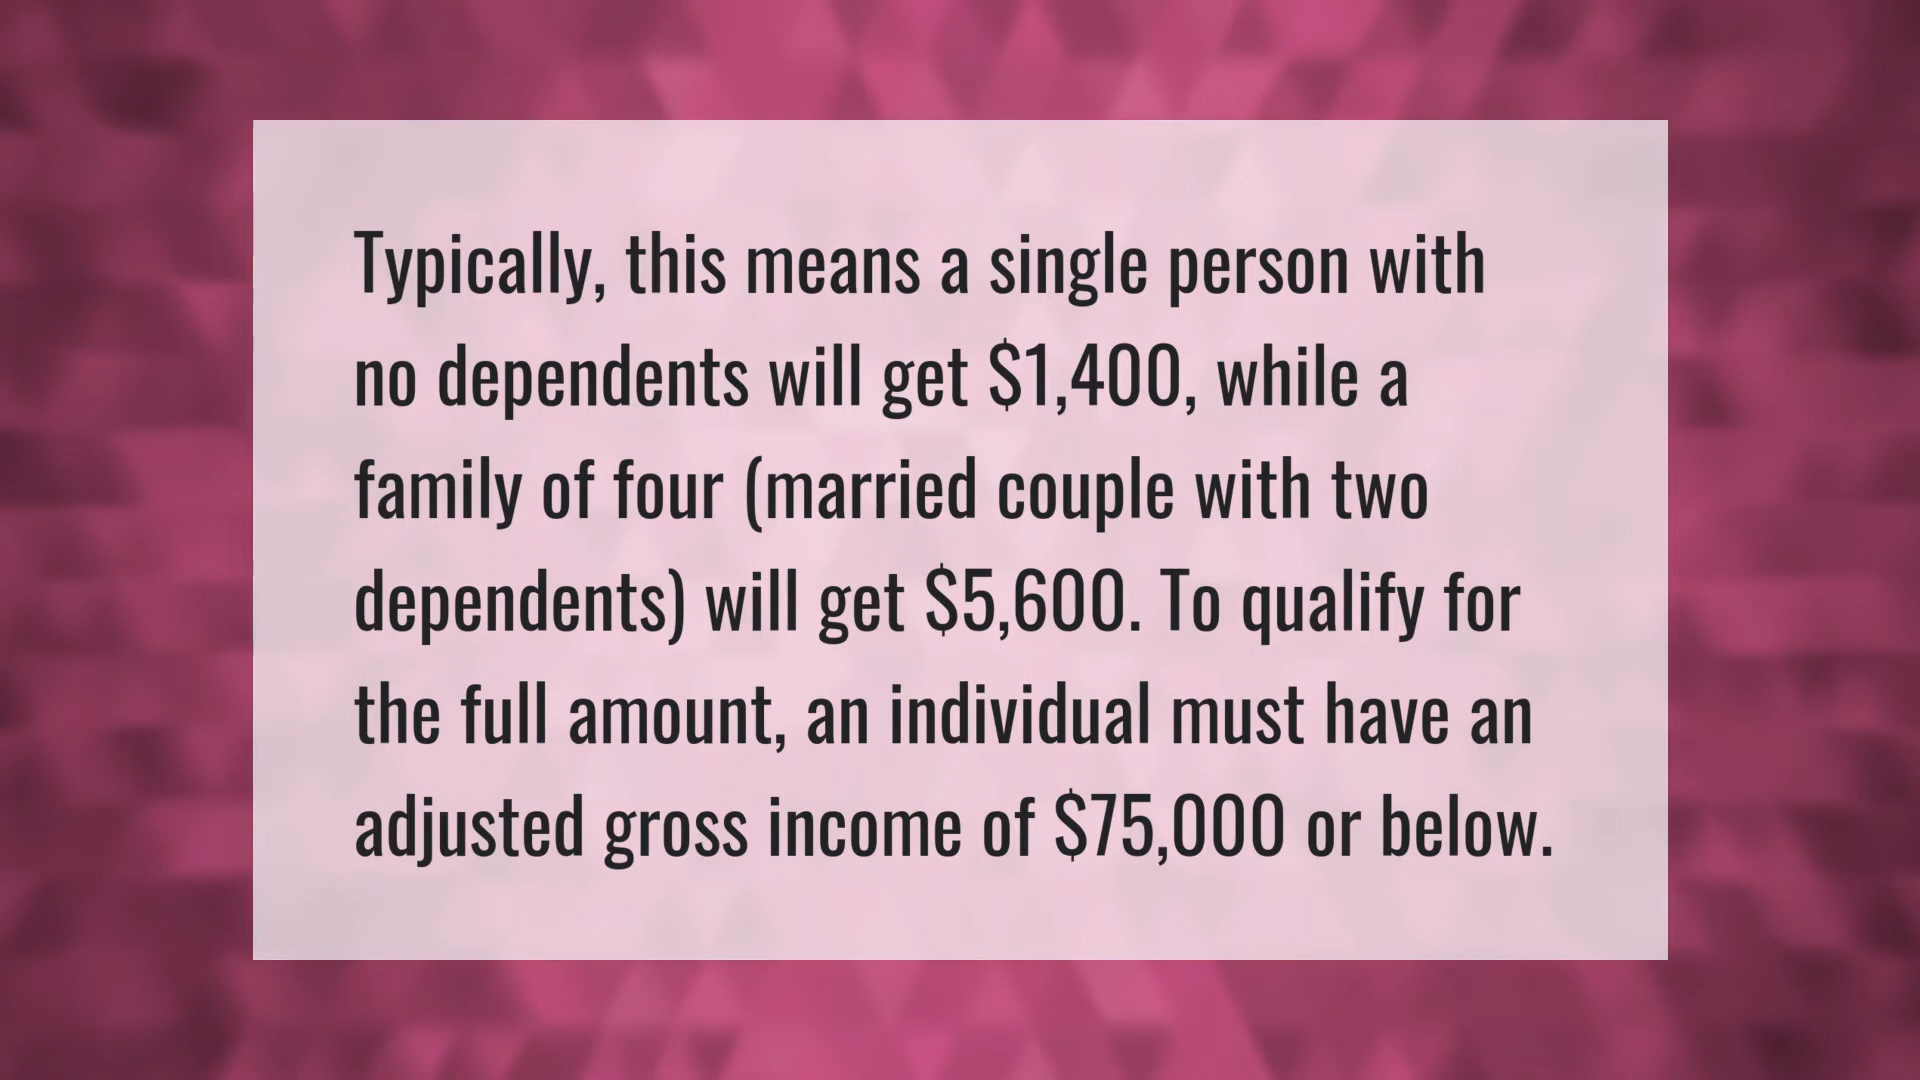 Typically, this means a single person with
no dependents will get $1,400, while a
family of four (married couple with two
dependents) will get $5,600. To qualify for
the full amount, an individual must have an
adjusted gross income of $75,000 or below.